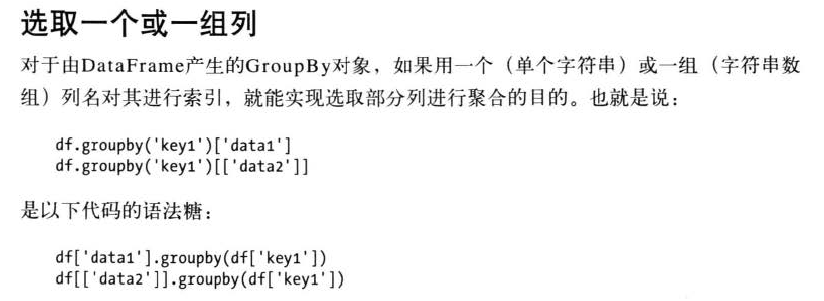 选取一个或一组列
对于由DataFrame产生的GroupBy对象，如果用一个（单个字符串）或一组（字符串数
组）列名对其进行索引，就能实现选取部分列进行聚合的目的。也就是说：
df.groupby('key1')['data1']
df.groupby('key1')[['data2']]
是以下代码的语法糖：
df['data1'].groupby(df['key1'])
df[['data2']].groupby(df['key1'])